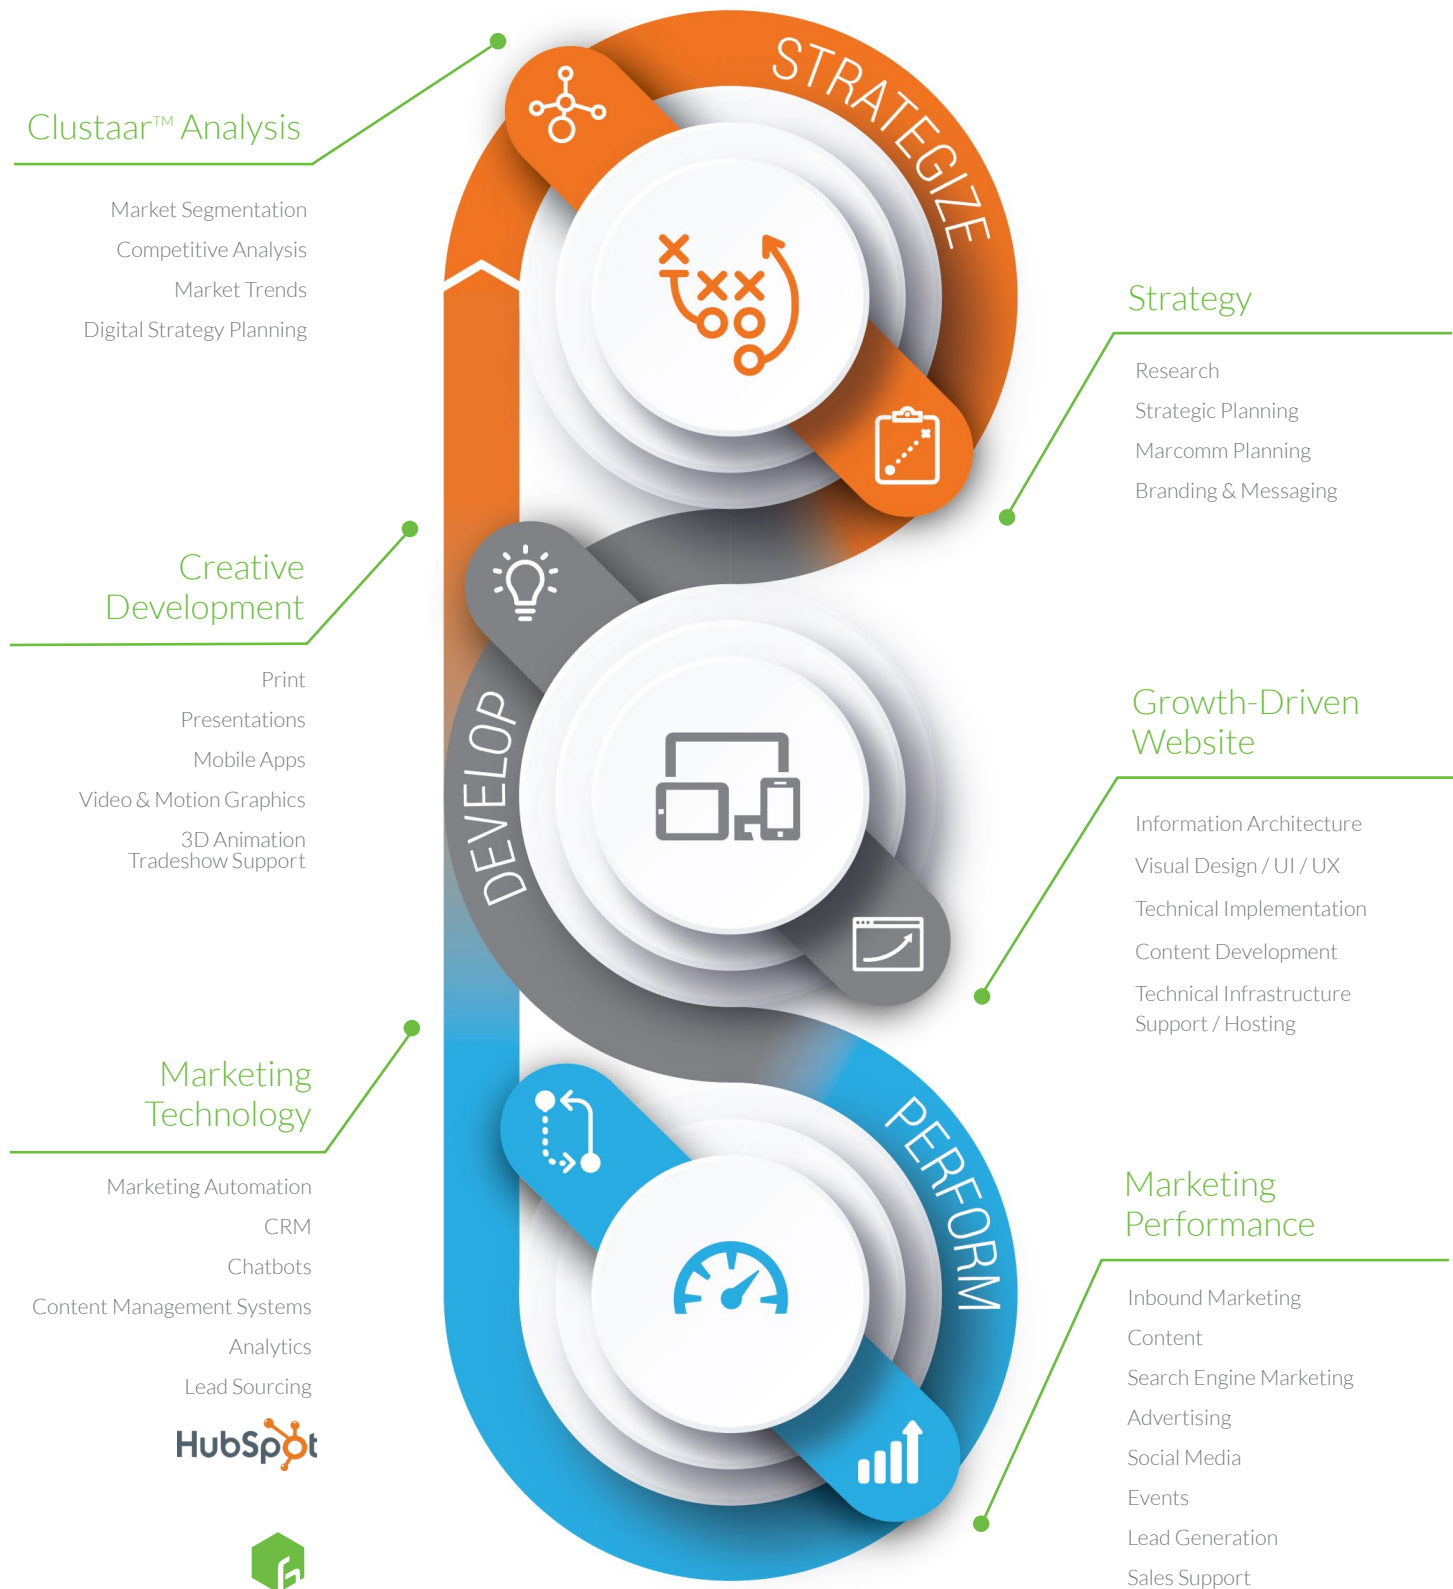 STRATEGIZE
Clustaar™ Analysis
Market Segmentation
Competitive Analysis
Market Trends
Digital Strategy Planning
Strategy
Research
Strategic Planning
Marcomm Planning
Branding & Messaging
DEVELOP
Creative
Development
Print
Presentations
Mobile Apps
Video & Motion Graphics
3D Animation
Tradeshow Support
Growth-Driven
Website
Information Architecture
Visual Design / UI / UX
Technical Implementation
Content Development
Technical Infrastructure
Support / Hosting
PERFORM
Marketing
Technology
Marketing Automation
CRM
Chatbots
Content Management Systems
Analytics
Lead Sourcing
HubSpot
Marketing
Performance
Inbound Marketing
Content
Search Engine Marketing
Advertising
Social Media
Events
Lead Generation
Sales Support